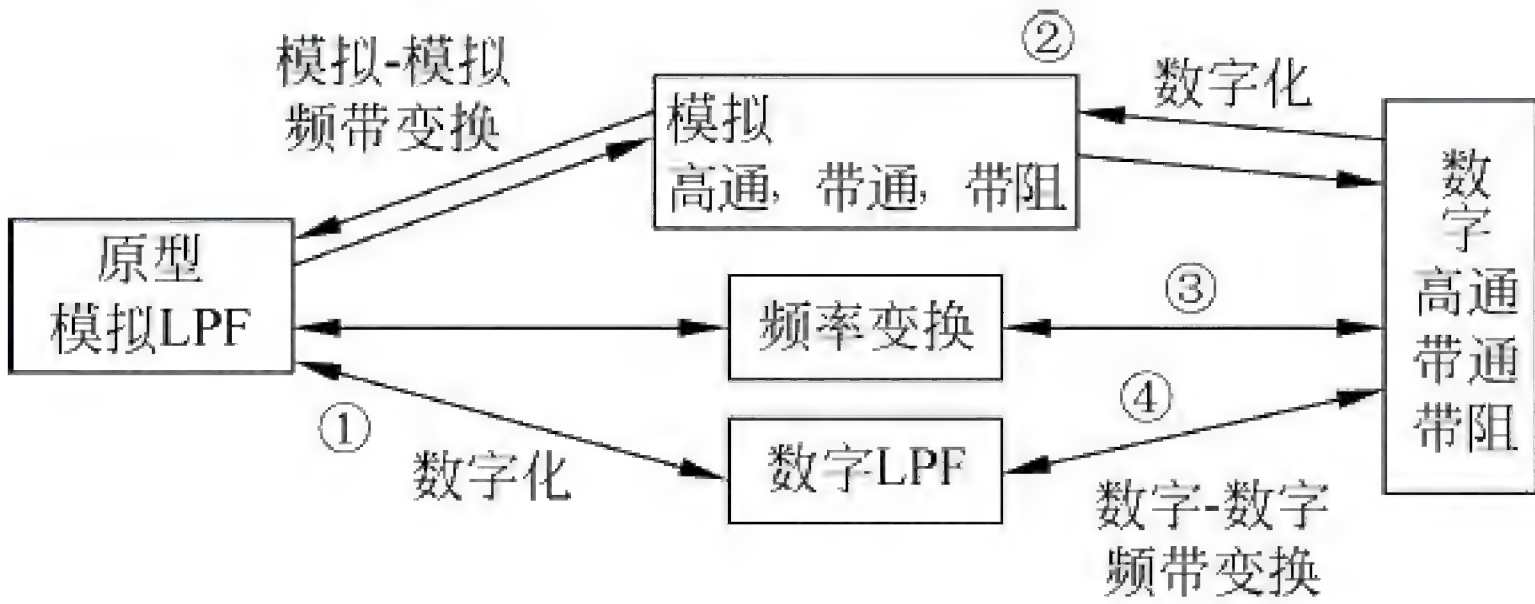 ②
模拟-模拟
频带变换
模拟
高通，带通，带阻
数字化
原型
模拟LPF
频率变换
③
①
数字化
数字LPF
④
数字-数字
频带变换
数
字
高通
带通
带阻